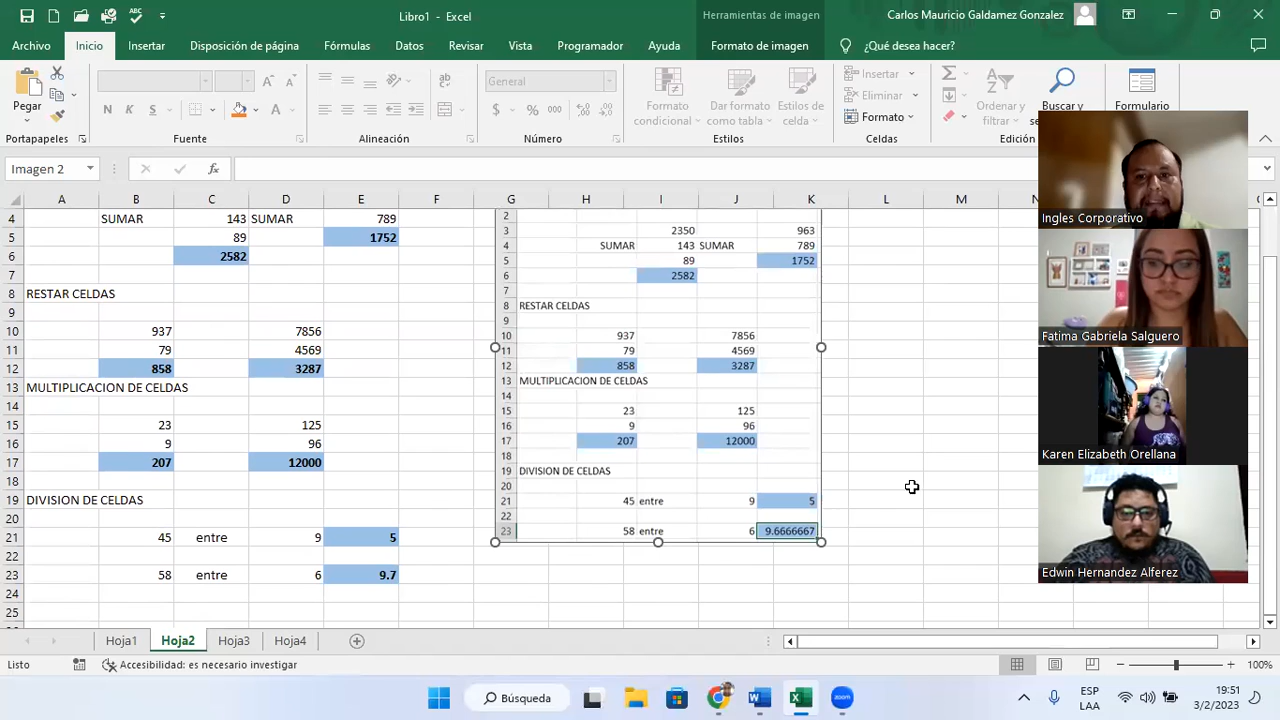 Libro1 - Excel
Herramientas de imagen
Carlos Mauricio Galdamez Gonzalez
Archivo Inicio Insertar Disposición de página Fórmulas Datos Revisar Vista Programador Ayuda Formato de imagen ¿Qué desea hacer?
Pegar
N K S
General
$ % 000
Formato condicional
Dar formato como tabla
Estilos de celda
Insertar
Eliminar
Formato
Ordenar y filtrar
Buscar y
Formulario
Portapapeles Fuente Alineación Número Estilos Celdas Edición
Imagen 2 fx
A B C D E F G H I J K L M N
4 SUMAR 143 SUMAR 789
5 89 1752
6 2582
7
8 RESTAR CELDAS
9
10 937 7856
11 79 4569
12 858 3287
13 MULTIPLICACION DE CELDAS
14
15 23 125
16 9 96
17 207 12000
18
19 DIVISION DE CELDAS
20
21 45 entre 9 5
22
23 58 entre 6 9.7
24
25
2
3 2350 963
4 SUMAR 143 SUMAR 789
5 89 1752
6 2582
7
8 RESTAR CELDAS
9
10 937 7856
11 79 4569
12 858 3287
13 MULTIPLICACION DE CELDAS
14
15 23 125
16 9 96
17 207 12000
18
19 DIVISION DE CELDAS
20
21 45 entre 9 5
22
23 58 entre 6 9.6666667
Ingles Corporativo
Fatima Gabriela Salguero
Karen Elizabeth Orellana
Edwin Hernandez Alferez
Hoja1 Hoja2 Hoja3 Hoja4
Listo Accesibilidad: es necesario investigar 100%
Búsqueda
ESP
LAA
19:51
3/2/2023